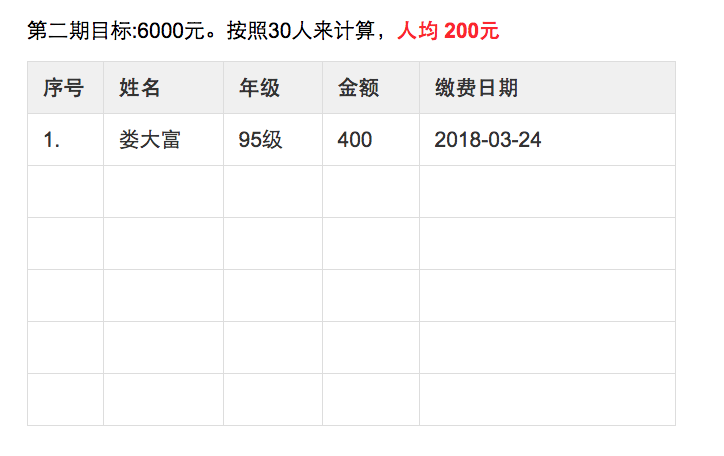 第二期目标:6000元。按照30人来计算，人均 200元
序号 姓名 年级 金额 缴费日期
1. 娄大富 95级 400 2018-03-24